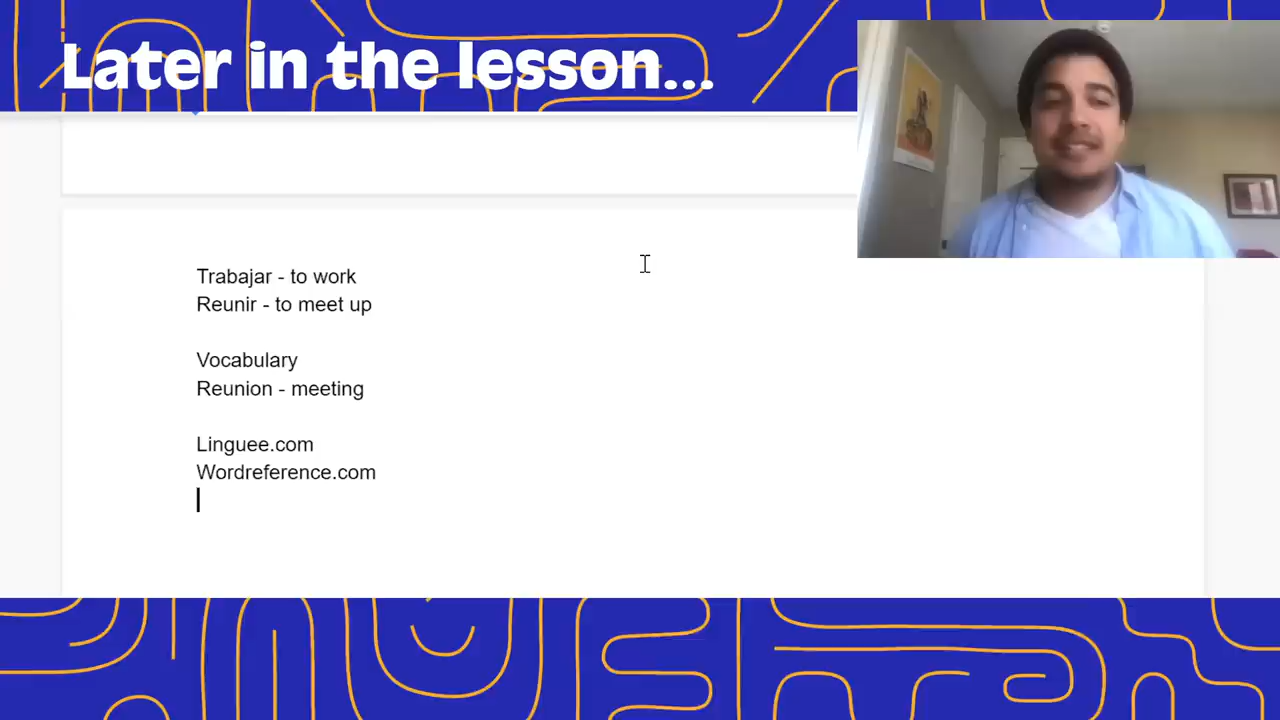 Later in the lesson...
Trabajar - to work
Reunir - to meet up
Vocabulary
Reunion - meeting
Linguee.com
Wordreference.com